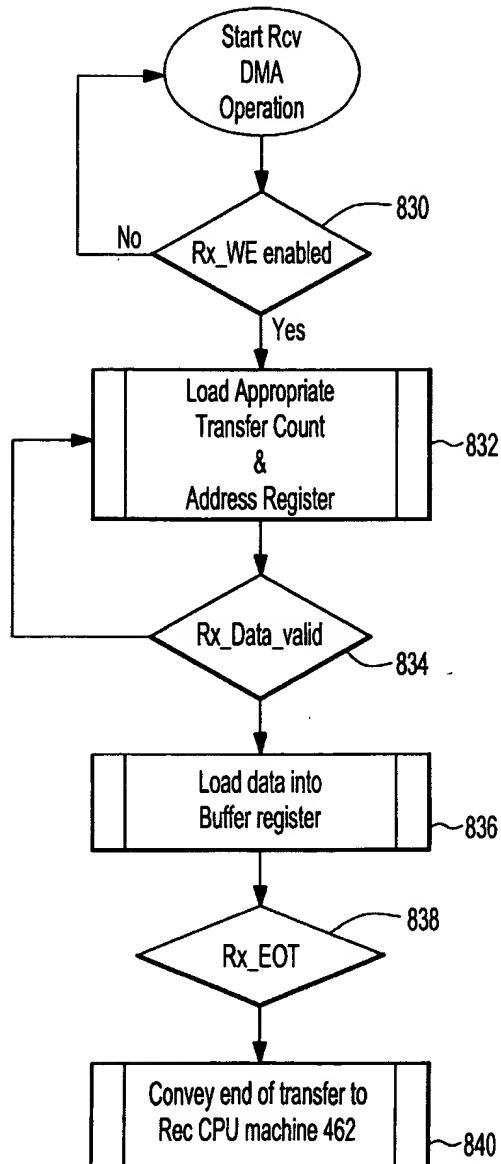 Start Rcv
DMA
Operation
830
No
Rx_WE enabled
Yes
Load Appropriate
Transfer Count
&
Address Register
832
Rx_Data_valid
834
Load data into
Buffer register
836
838
Rx_EOT
Convey end of transfer to
Rec CPU machine 462
840